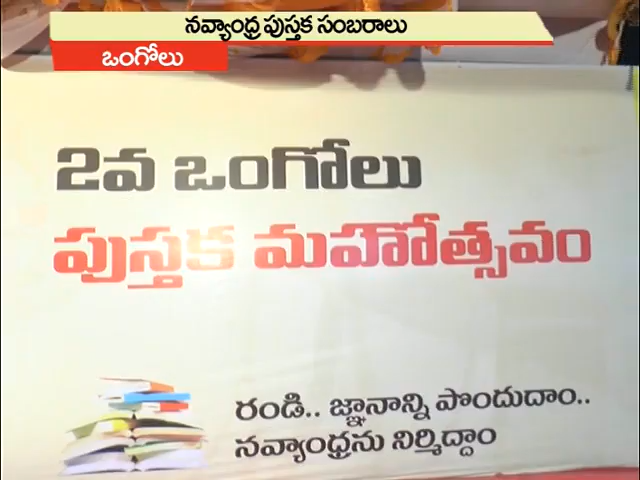 నవ్యాంధ్ర పుస్తక సంబరాలు
ఒంగోలు
2వ ఒంగోలు
పుస్తక మహోత్సవం
రండి.. జ్ఞానాన్ని పొందుదాం..
నవ్యాంధ్రను నిర్మిద్దాం